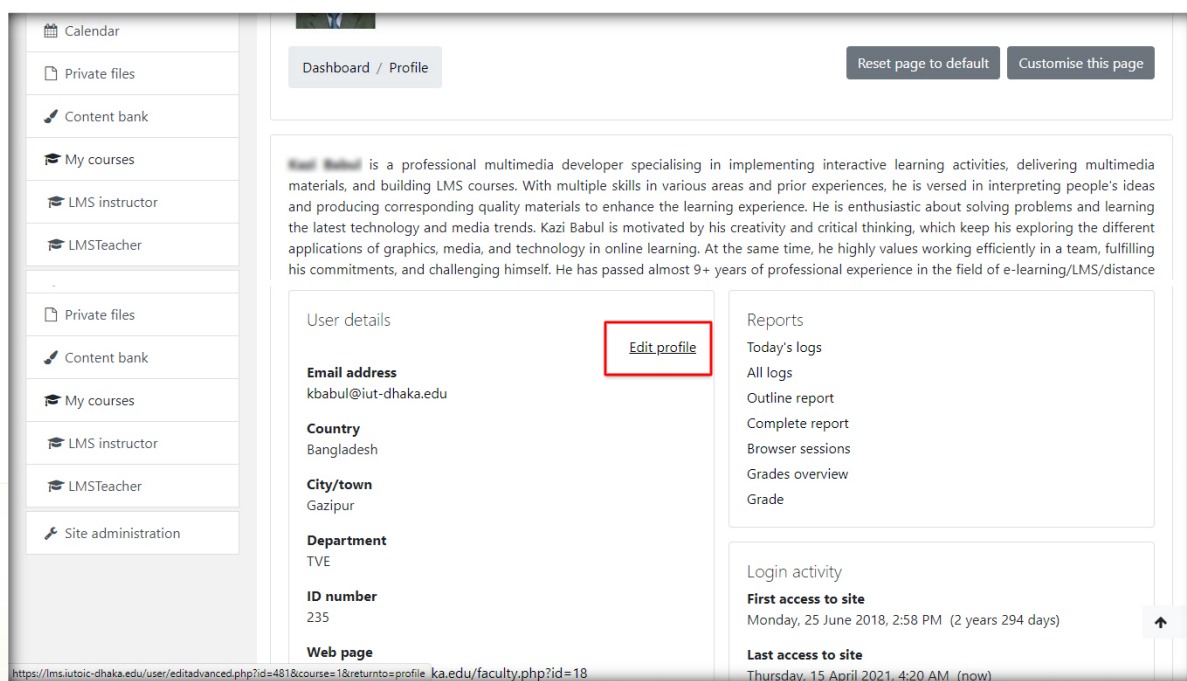 Calendar
Private files
Content bank
My courses
LMS instructor
LMSTeacher
Private files
Content bank
My courses
LMS instructor
LMSTeacher
Site administration
Dashboard / Profile
Reset page to default
Customise this page
is a professional multimedia developer specialising in implementing interactive learning activities, delivering multimedia
materials, and building LMS courses. With multiple skills in various areas and prior experiences, he is versed in interpreting people's ideas
and producing corresponding quality materials to enhance the learning experience. He is enthusiastic about solving problems and learning
the latest technology and media trends. Kazi Babul is motivated by his creativity and critical thinking, which keep his exploring the different
applications of graphics, media, and technology in online learning. At the same time, he highly values working efficiently in a team, fulfilling
his commitments, and challenging himself. He has passed almost 9+ years of professional experience in the field of e-learning/LMS/distance
User details
Edit profile
Email address
kbabul@iut-dhaka.edu
Country
Bangladesh
City/town
Gazipur
Department
TVE
ID number
235
Web page
ka.edu/faculty.php?id=18
Reports
Today's logs
All logs
Outline report
Complete report
Browser sessions
Grades overview
Grade
Login activity
First access to site
Monday, 25 June 2018, 2:58 PM (2 years 294 days)
Last access to site
Thursday, 15 April 2021, 4:20 AM (now)
https://lms.iutoic-dhaka.edu/user/editadvanced.php?id=481&course=1&returnto=profile